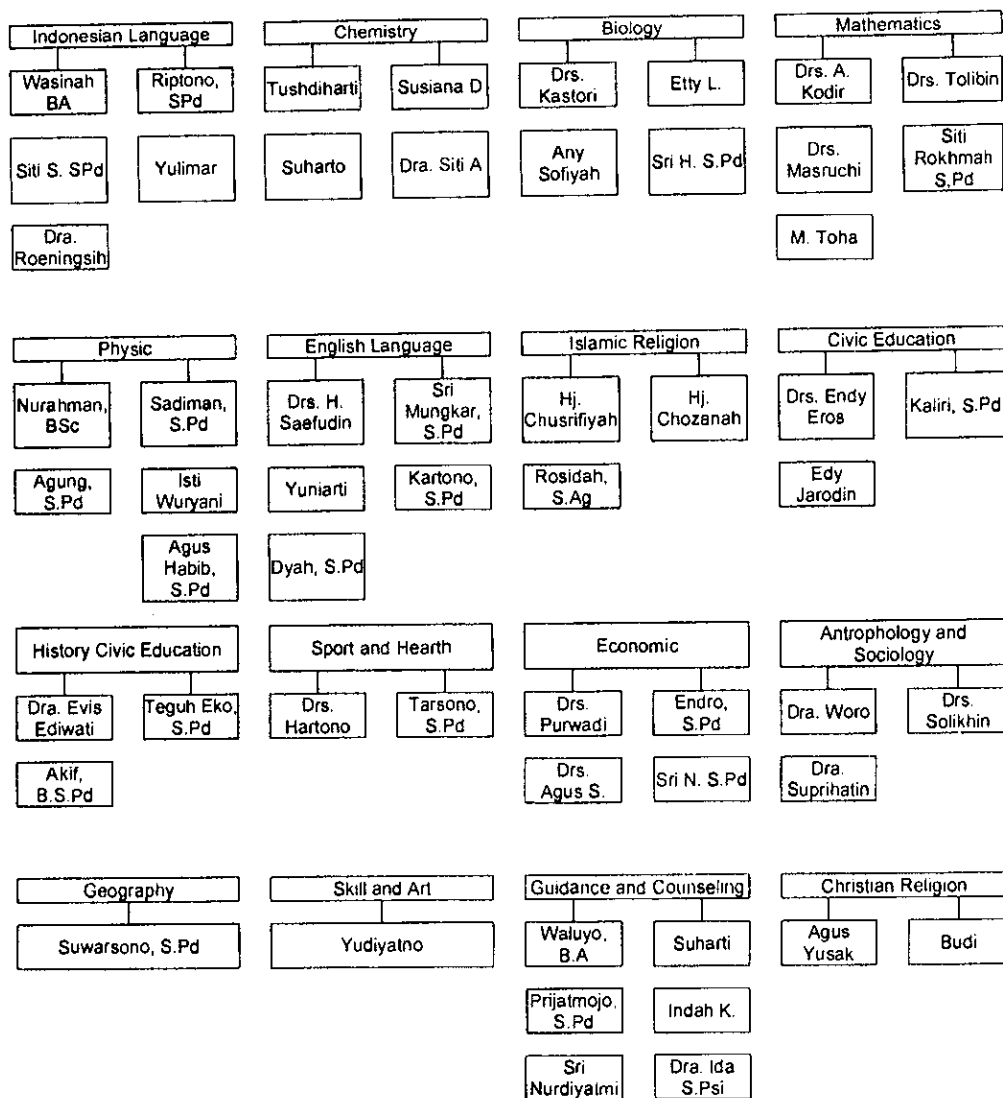 Indonesian Language
Wasinah
BA
Riptono,
SPd
Siti S. SPd
Yulimar
Dra.
Roeningsih
Chemistry
Tushdiharti
Susiana D
Suharto
Dra. Siti A
Biology
Drs.
Kastori
Etty L.
Any
Sofiyah
Sri H. S.Pd
Mathematics
Drs. A.
Kodir
Drs. Tolibin
Drs.
Masruchi
Siti
Rokhmah
S.Pd
M. Toha
Physic
Nurahman,
BSc
Sadiman,
S.Pd
Agung,
S.Pd
Isti
Wuryani
Agus
Habib,
S.Pd
English Language
Drs. H.
Saefudin
Sri
Mungkar,
S.Pd
Yuniarti
Kartono,
S.Pd
Dyah, S.Pd
Islamic Religion
Hj.
Chusrifiyah
Hj.
Chozanah
Rosidah,
S.Ag
Civic Education
Drs. Endy
Eros
Kaliri, S.Pd
Edy
Jarodin
History Civic Education
Dra. Evis
Ediwati
Teguh Eko,
S.Pd
Akif,
B.S.Pd
Sport and Hearth
Drs.
Hartono
Tarsono,
S.Pd
Economic
Drs.
Purwadi
Endro,
S.Pd
Drs.
Agus S.
Sri N. S.Pd
Antrophology and
Sociology
Dra. Woro
Drs.
Solikhin
Dra.
Suprihatin
Geography
Suwarsono, S.Pd
Skill and Art
Yudiyatno
Guidance and Counseling
Waluyo,
B.A
Suharti
Prijatmojo,
S.Pd
Indah K.
Sri
Nurdiyalmi
Dra. Ida
S.Psi
Christian Religion
Agus
Yusak
Budi